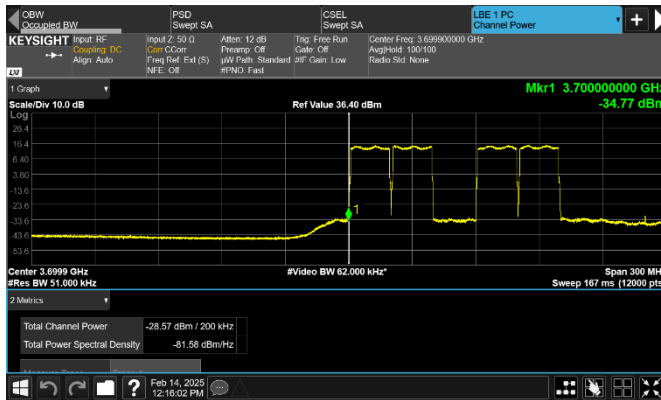 OBW
Occupied BW
PSD
Swept SA
CSEL
Swept SA
LBE 1 PC
Channel Power
KEYSIGHT
Input: RF
Coupling: DC
Align: Auto
Input Z: 50 Ω
Corr CCorr
Freq Ref: Ext (S)
NFE: Off
Atten: 12 dB
Preamp: Off
µW Path: Standard
#PNO: Fast
Trig: Free Run
Gate: Off
#IF Gain: Low
Center Freq: 3.699900000 GHz
Avg|Hold: 100/100
Radio Std: None
1 Graph
Mkr1 3.700000000 GHz
Scale/Div 10.0 dB
Ref Value 36.40 dBm
-34.77 dBm
Log
26.4
16.4
6.40
-3.60
-13.6
-23.6
-33.6
-43.6
-53.6
1
1
Center 3.6999 GHz
#Video BW 62.000 kHz*
Span 300 MH
#Res BW 51.000 kHz
Sweep 167 ms (12000 pts
2 Metrics
Total Channel Power
-28.57 dBm / 200 kHz
Total Power Spectral Density
-81.58 dBm/Hz
?
Feb 14, 2025
12:16:02 PM